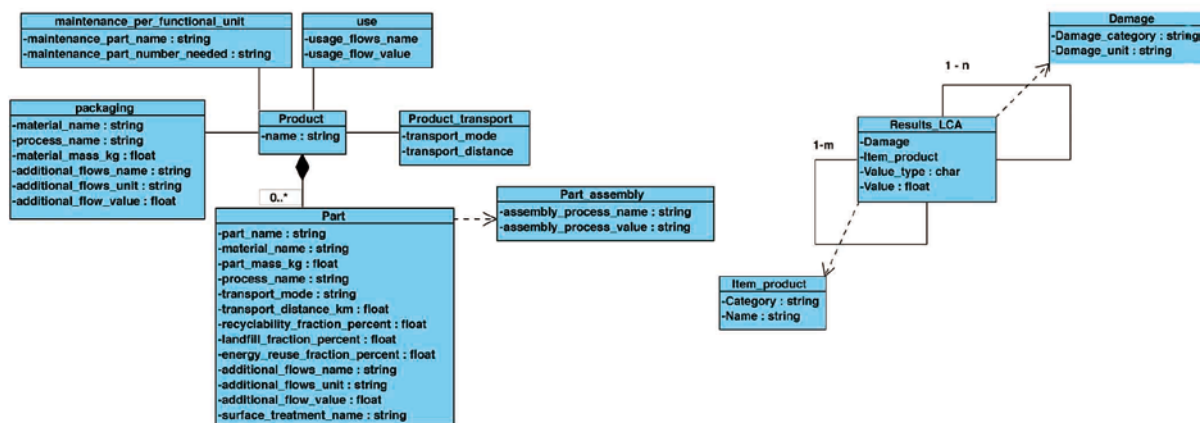 maintenance_per_functional_unit
-maintenance_part_name : string
-maintenance_part_number_needed : string
use
-usage_flows_name
-usage_flow_value
packaging
-material_name : string
-process_name : string
-material_mass_kg : float
-additional_flows_name : string
-additional_flows_unit : string
-additional_flow_value : float
Product
-name : string
Product_transport
-transport_mode
-transport_distance
0..*
Part
-part_name : string
-material_name : string
-part_mass_kg : float
-process_name : string
-transport_mode : string
-transport_distance_km : float
-recyclability_fraction_percent : float
-landfill_fraction_percent : float
-energy_reuse_fraction_percent : float
-additional_flows_name : string
-additional_flows_unit : string
-additional_flow_value : float
-surface_treatment_name : string
Part_assembly
-assembly_process_name : string
-assembly_process_value : string
Damage
-Damage_category : string
-Damage_unit : string
1 - n
Results_LCA
-Damage
-Item_product
-Value_type : char
-Value : float
1-m
Item_product
-Category : string
-Name : string